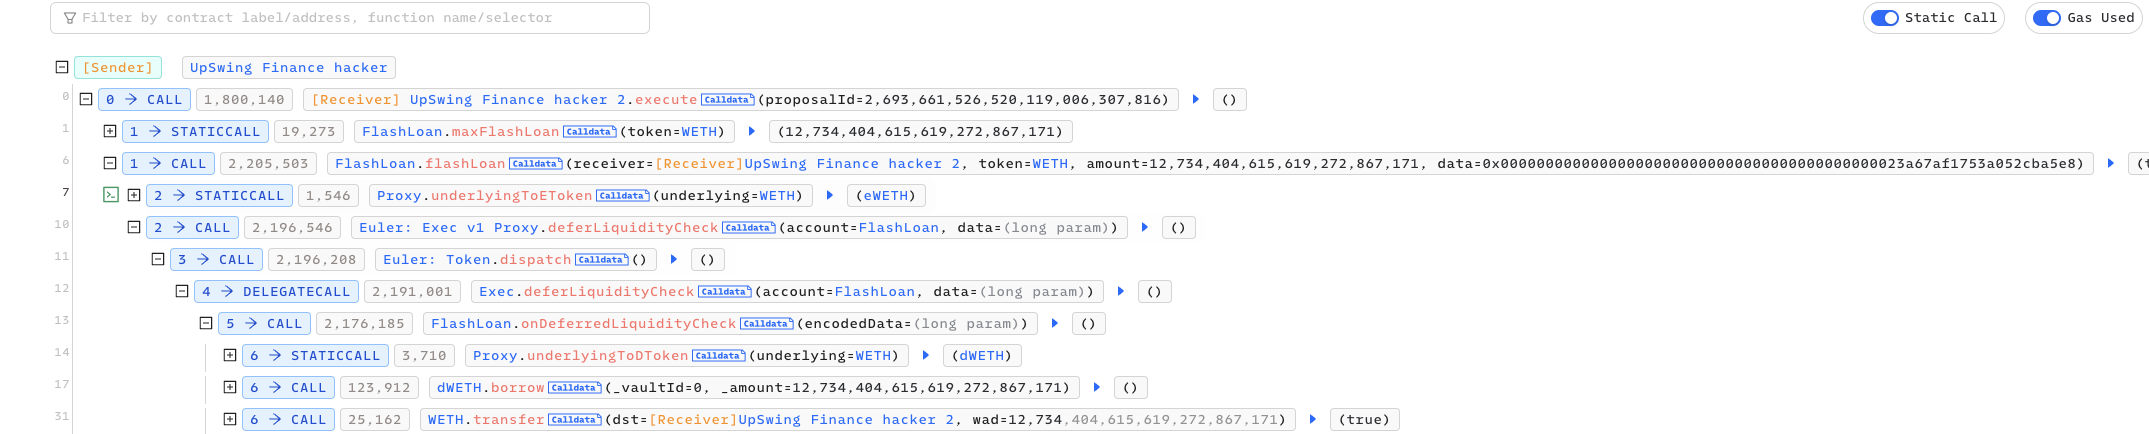 Filter by contract label/address, function name/selector Static Call Gas Used
[Sender] UpSwing Finance hacker
0 0 → CALL 1,800,140 [Receiver] UpSwing Finance hacker 2.execute Calldata (proposalId=2,693,661,526,520,119,006,307,816) ()
1 1 → STATICCALL 19,273 FlashLoan.maxFlashLoan Calldata (token=WETH) (12,734,404,615,619,272,867,171)
6 1 → CALL 2,205,503 FlashLoan.flashLoan Calldata (receiver=[Receiver]UpSwing Finance hacker 2, token=WETH, amount=12,734,404,615,619,272,867,171, data=0x000000000000000000000000000000000000000000023a67af1753a052cba5e8) (t
7 2 → STATICCALL 1,546 Proxy.underlyingToEToken Calldata (underlying=WETH) (eWETH)
10 2 → CALL 2,196,546 Euler: Exec v1 Proxy.deferLiquidityCheck Calldata (account=FlashLoan, data=(long param)) ()
11 3 → CALL 2,196,208 Euler: Token.dispatch Calldata () ()
12 4 → DELEGATECALL 2,191,001 Exec.deferLiquidityCheck Calldata (account=FlashLoan, data=(long param)) ()
13 5 → CALL 2,176,185 FlashLoan.onDeferredLiquidityCheck Calldata (encodedData=(long param)) ()
14 6 → STATICCALL 3,710 Proxy.underlyingToDToken Calldata (underlying=WETH) (dWETH)
17 6 → CALL 123,912 dWETH.borrow Calldata (_vaultId=0, _amount=12,734,404,615,619,272,867,171) ()
31 6 → CALL 25,162 WETH.transfer Calldata (dst=[Receiver]UpSwing Finance hacker 2, wad=12,734,404,615,619,272,867,171) (true)